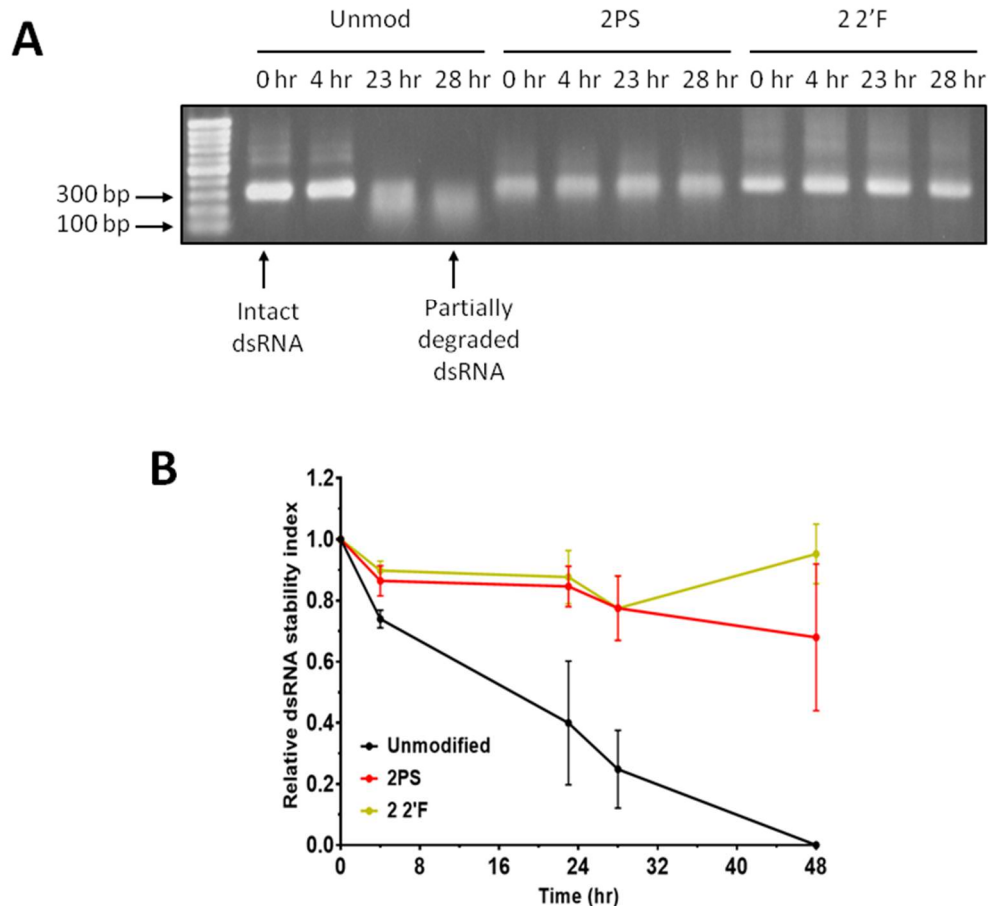 A
Unmod 2PS 2 2'F
0 hr 4 hr 23 hr 28 hr 0 hr 4 hr 23 hr 28 hr 0 hr 4 hr 23 hr 28 hr
300 bp
100 bp
Intact
dsRNA
Partially
degraded
dsRNA
B
Relative dsRNA stability index
1.2
1.0
0.8
0.6
0.4
0.2
0.0
Unmodified
2PS
2 2'F
0 8 16 24 32 40 48
Time (hr)